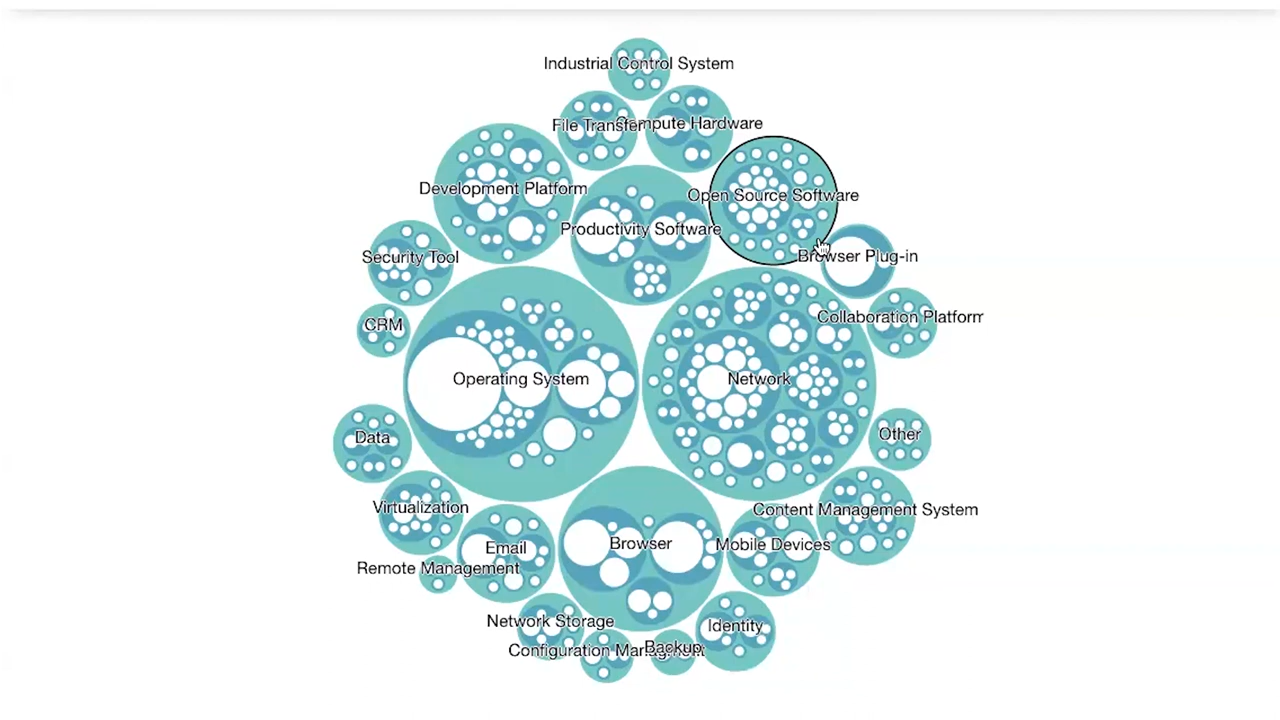 Industrial Control System
File Transfer
Compute Hardware
Development Platform
Open Source Software
Productivity Software
Security Tool
Browser Plug-in
CRM
Collaboration Platform
Operating System
Network
Data
Other
Virtualization
Content Management System
Email
Browser
Mobile Devices
Remote Management
Network Storage
Identity
Configuration Management
Backup